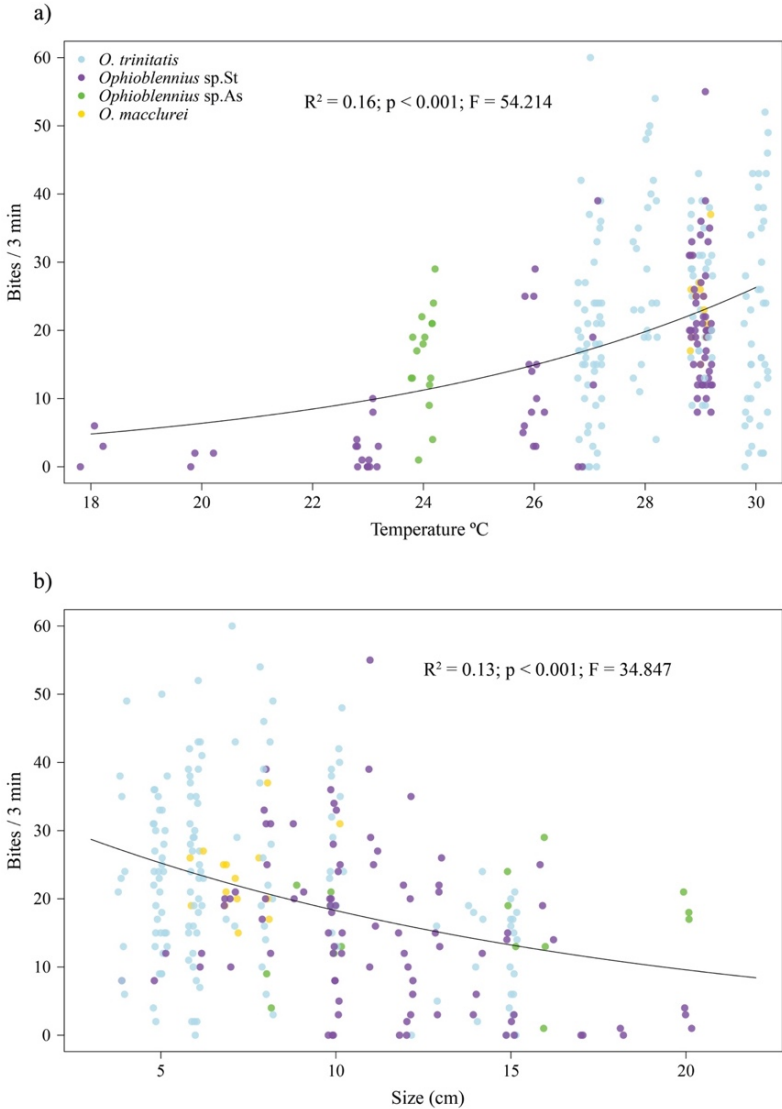 a)
O. trinitatis
Ophioblennius sp.St
Ophioblennius sp.As
O. macclurei
R² = 0.16; p < 0.001; F = 54.214
Bites / 3 min
60
50
40
30
20
10
0
18 20 22 24 26 28 30
Temperature ºC
b)
R² = 0.13; p < 0.001; F = 34.847
Bites / 3 min
60
50
40
30
20
10
0
5 10 15 20
Size (cm)